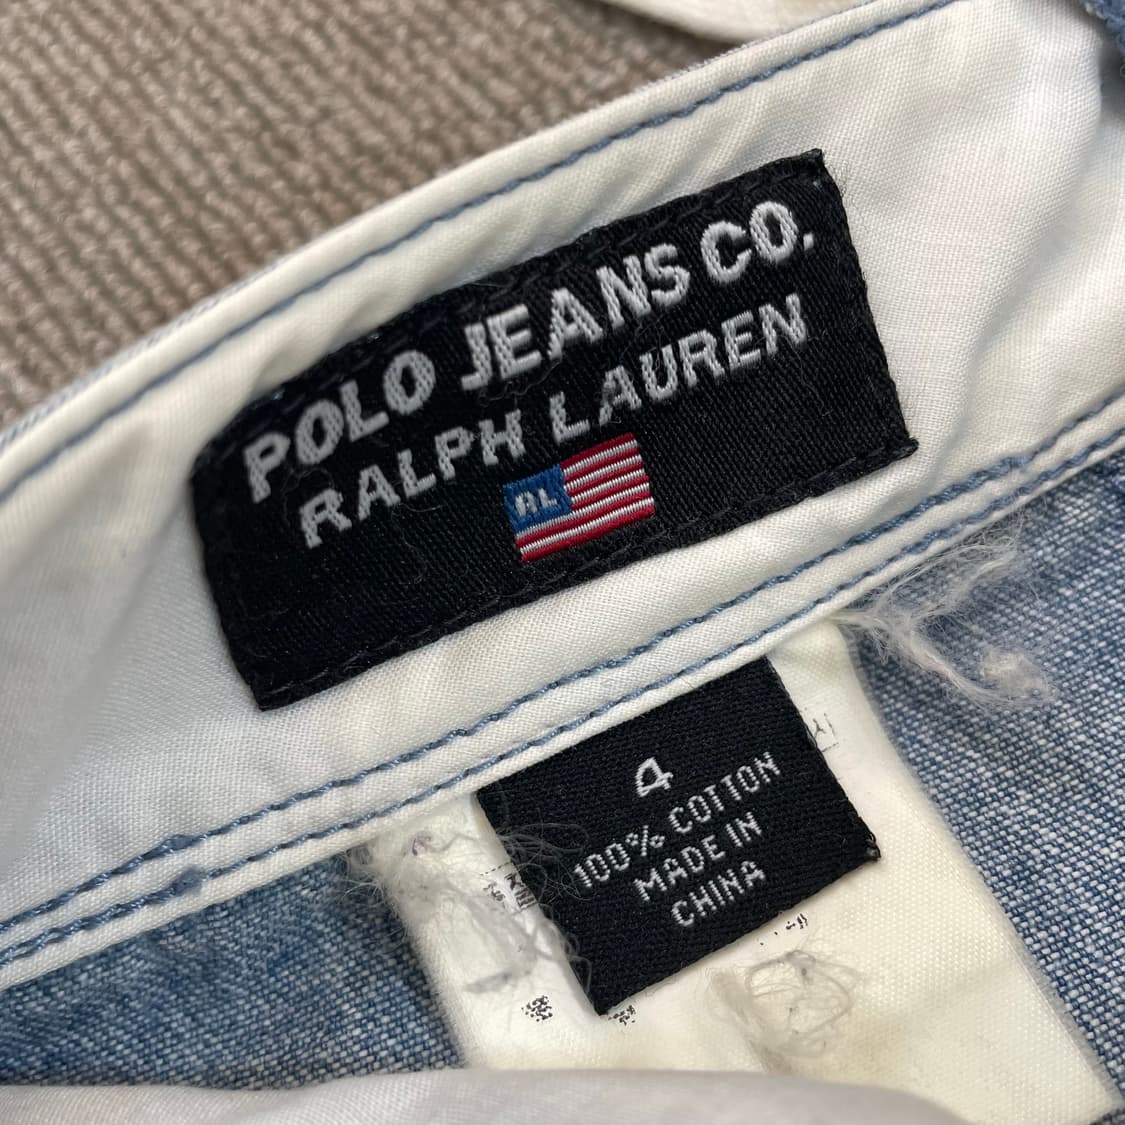 POLO JEANS CO.
RALPH LAUREN
RL
4
100% COTTON
MADE IN
CHINA